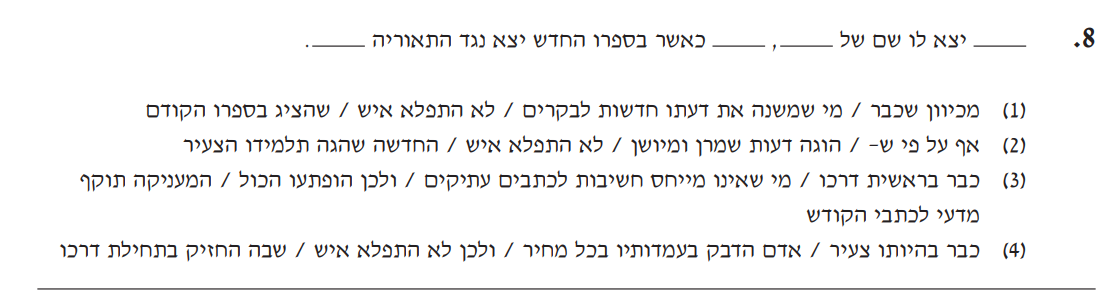 8. _____ יצא לו שם של _____, _____ כאשר בספרו החדש יצא נגד התאוריה _____.
(1) מכיוון שכבר / מי שמשנה את דעתו חדשות לבקרים / לא התפלא איש / שהציג בספרו הקודם
(2) אף על פי ש- / הוגה דעות שמרן ומיושן / לא התפלא איש / החדשה שהגה תלמידו הצעיר
(3) כבר בראשית דרכו / מי שאינו מייחס חשיבות לכתבים עתיקים / ולכן הופתעו הכול / המעניקה תוקף
מדעי לכתבי הקודש
(4) כבר בהיותו צעיר / אדם הדבק בעמדותיו בכל מחיר / ולכן לא התפלא איש / שבה החזיק בתחילת דרכו